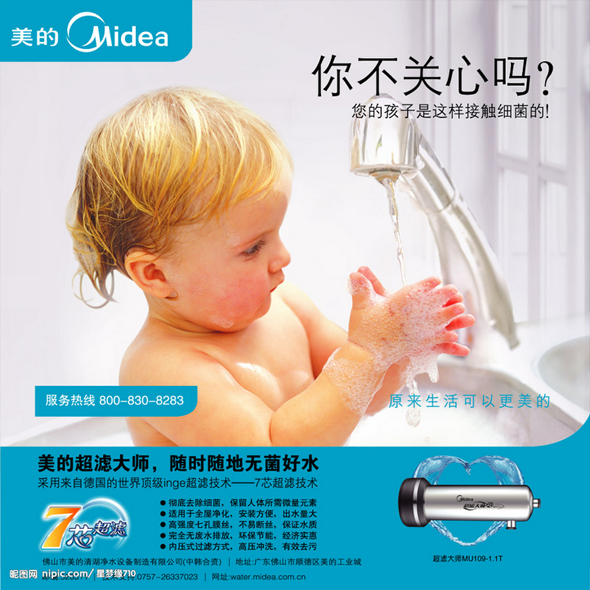 美的 Midea
你不关心吗?
您的孩子是这样接触细菌的!
服务热线 800-830-8283
原来生活可以更美的
美的超滤大师，随时随地无菌好水
采用来自德国的世界顶级inge超滤技术——7芯超滤技术
7芯超滤
● 彻底去除细菌，保留人体所需微量元素
● 适用于全屋净化，安装方便，出水量大
● 高强度七孔膜丝，不易断丝，保证水质
● 完全无废水排放，环保节能，经济实惠
● 内压式过滤方式，高压冲洗，有效去污
Midea
超滤大师MU109-1.1T
佛山市美的清湖净水设备制造有限公司(中韩合资) | 地址:广东佛山市顺德区美的工业城
0757-26337023 | 网址:water.midea.com.cn
昵图网 nipic.com/星梦缘710